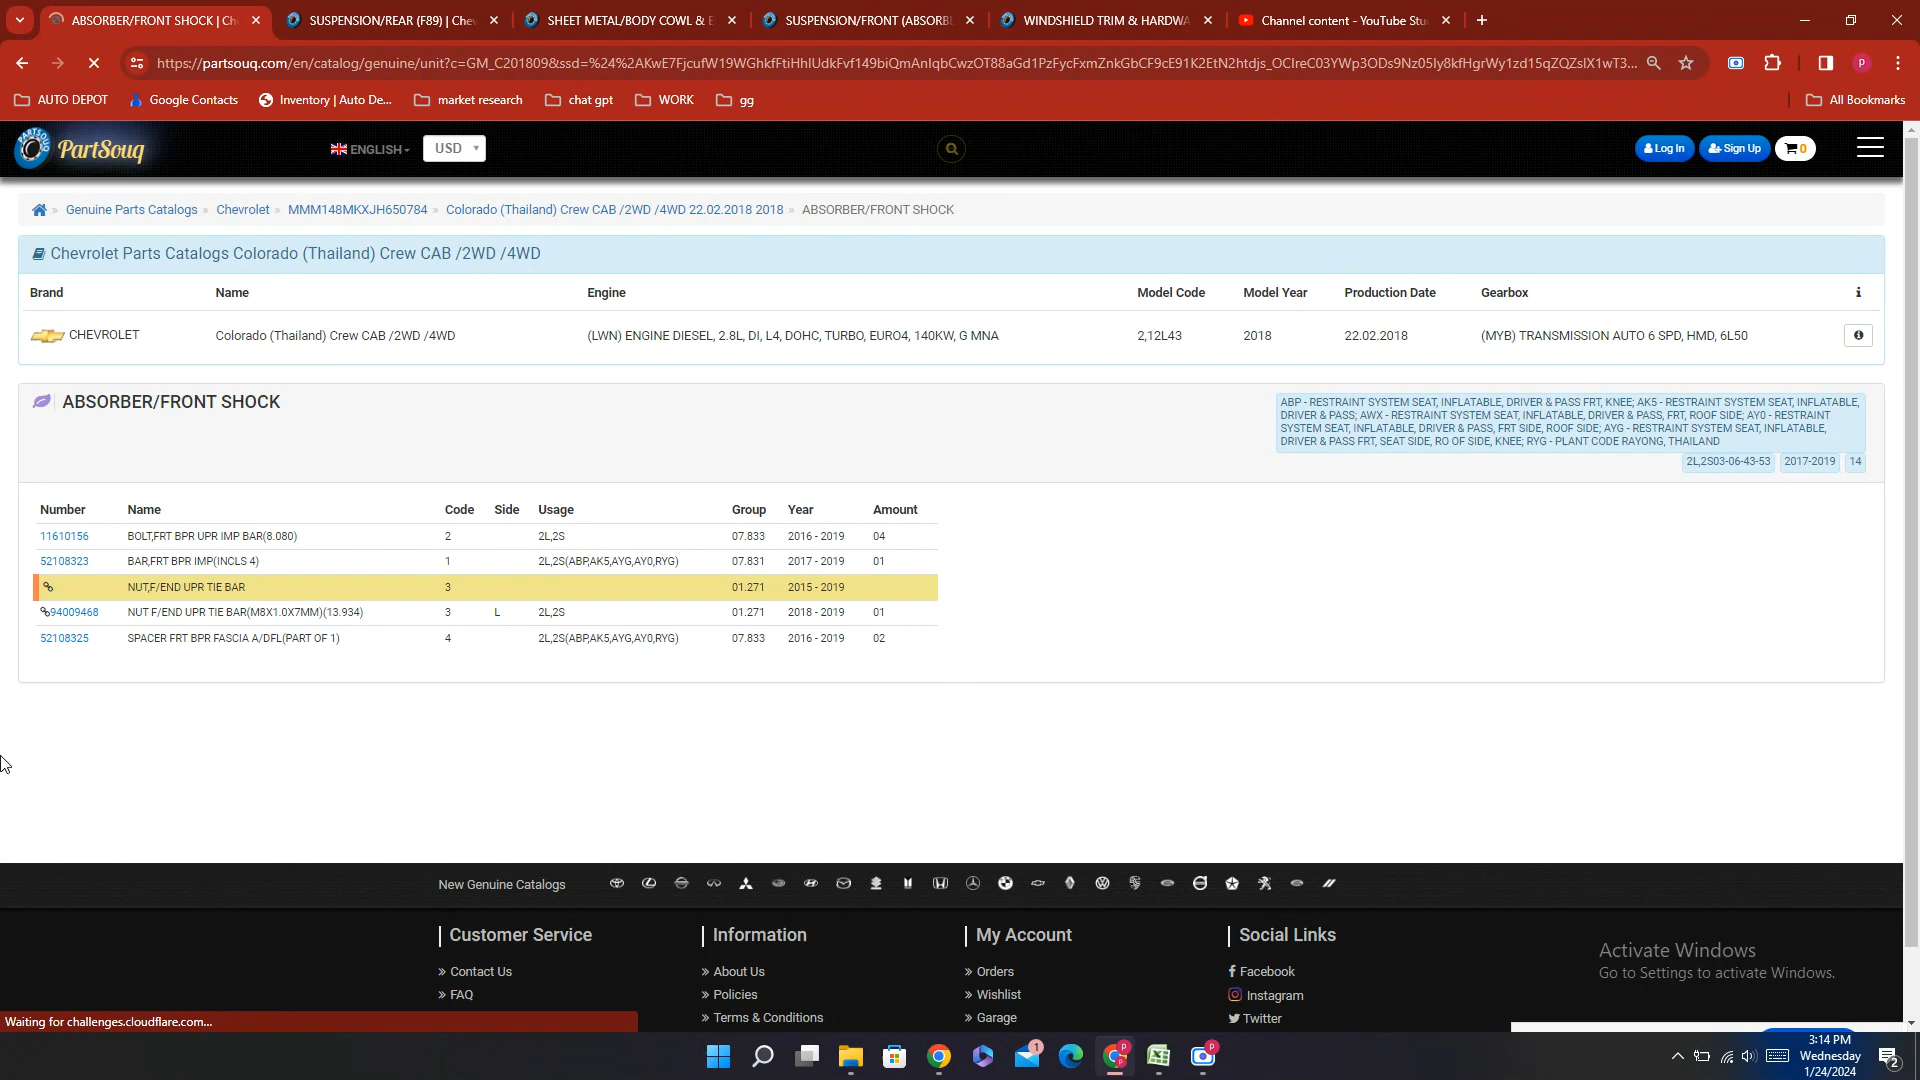 ABSORBER/FRONT SHOCK | Ch
SUSPENSION/REAR (F89) | Chev
SHEET METAL/BODY COWL & E
SUSPENSION/FRONT (ABSORBE
WINDSHIELD TRIM & HARDWA
Channel content - YouTube Stu
AUTO DEPOT
Google Contacts
Inventory | Auto De...
market research
chat gpt
WORK
gg
All Bookmarks
PartSouq
ENGLISH
USD
Log In
Sign Up
0
» Genuine Parts Catalogs » Chevrolet » MMM148MKXJH650784 » Colorado (Thailand) Crew CAB /2WD /4WD 22.02.2018 2018 » ABSORBER/FRONT SHOCK
Chevrolet Parts Catalogs Colorado (Thailand) Crew CAB /2WD /4WD
Brand Name Engine Model Code Model Year Production Date Gearbox
CHEVROLET Colorado (Thailand) Crew CAB /2WD /4WD (LWN) ENGINE DIESEL, 2.8L, DI, L4, DOHC, TURBO, EURO4, 140KW, G MNA 2,12L43 2018 22.02.2018 (MYB) TRANSMISSION AUTO 6 SPD, HMD, 6L50
ABSORBER/FRONT SHOCK
ABP - RESTRAINT SYSTEM SEAT, INFLATABLE, DRIVER & PASS FRT, KNEE; AK5 - RESTRAINT SYSTEM SEAT, INFLATABLE,
DRIVER & PASS; AWX - RESTRAINT SYSTEM SEAT, INFLATABLE, DRIVER & PASS, FRT, ROOF SIDE; AY0 - RESTRAINT
SYSTEM SEAT, INFLATABLE, DRIVER & PASS, FRT SIDE, ROOF SIDE; AYG - RESTRAINT SYSTEM SEAT, INFLATABLE,
DRIVER & PASS FRT, SEAT SIDE, RO OF SIDE, KNEE; RYG - PLANT CODE RAYONG, THAILAND
2L,2S03-06-43-53 2017-2019 14
Number Name Code Side Usage Group Year Amount
11610156 BOLT,FRT BPR UPR IMP BAR(8.080) 2 2L,2S 07.833 2016 - 2019 04
52108323 BAR,FRT BPR IMP(INCLS 4) 1 2L,2S(ABP,AK5,AYG,AY0,RYG) 07.831 2017 - 2019 01
NUT,F/END UPR TIE BAR 3 01.271 2015 - 2019
94009468 NUT F/END UPR TIE BAR(M8X1.0X7MM)(13.934) 3 L 2L,2S 01.271 2018 - 2019 01
52108325 SPACER FRT BPR FASCIA A/DFL(PART OF 1) 4 2L,2S(ABP,AK5,AYG,AY0,RYG) 07.833 2016 - 2019 02
New Genuine Catalogs
Customer Service
» Contact Us
» FAQ
Information
» About Us
» Policies
» Terms & Conditions
My Account
» Orders
» Wishlist
» Garage
Social Links
Facebook
Instagram
Twitter
Activate Windows
Go to Settings to activate Windows.
Waiting for challenges.cloudflare.com...
3:14 PM
Wednesday
1/24/2024